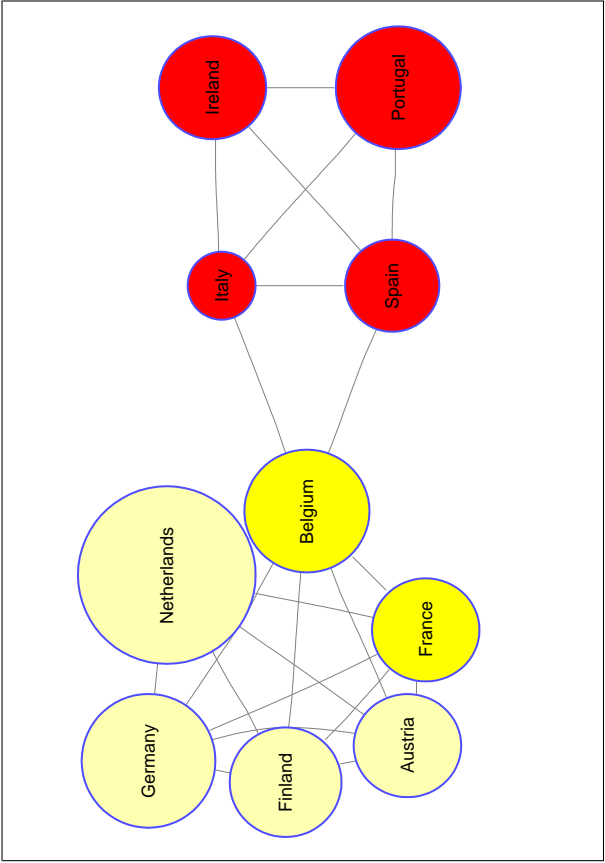 Ireland
Portugal
Italy
Spain
Belgium
Netherlands
France
Germany
Finland
Austria